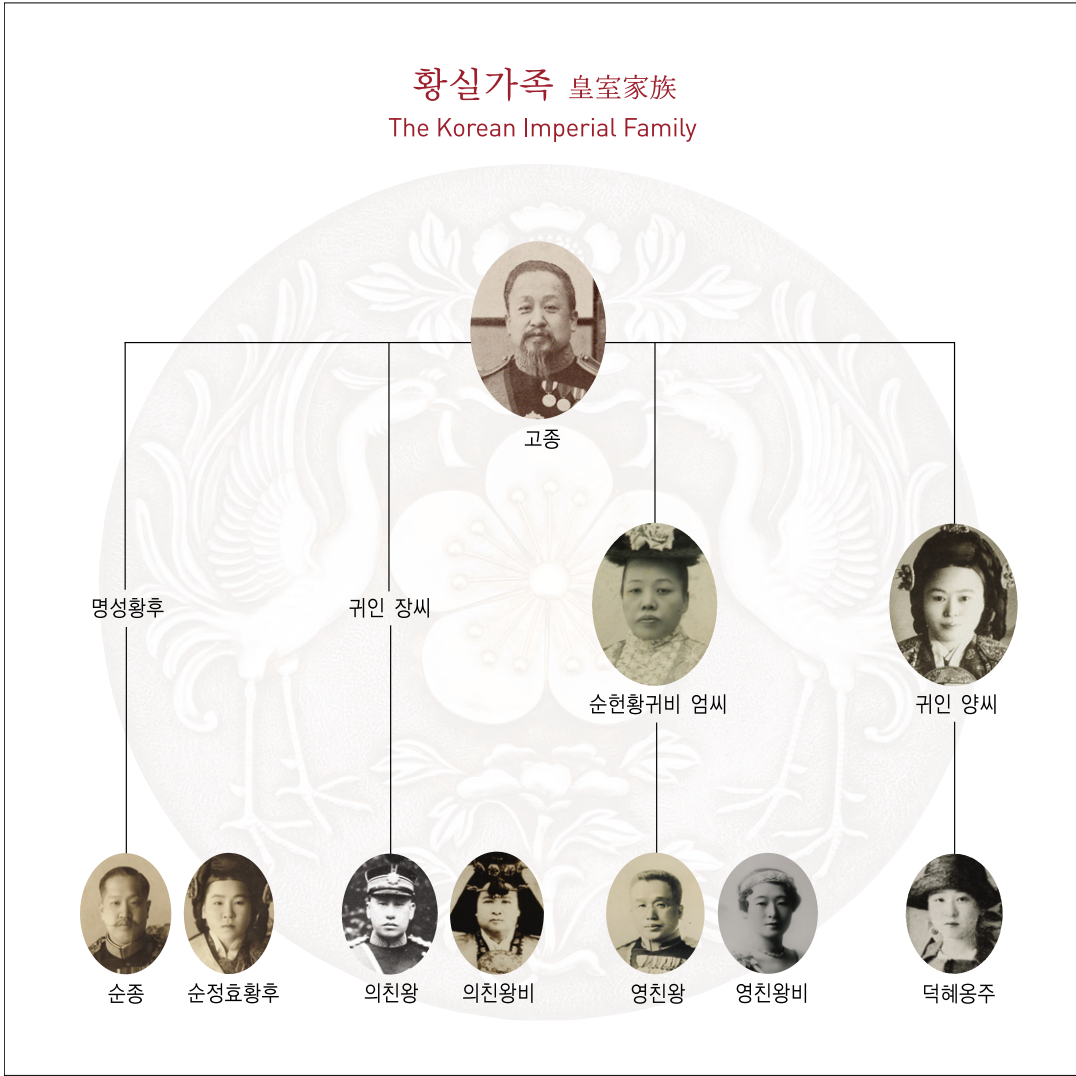 황실가족 皇室家族
The Korean Imperial Family
고종
명성황후
귀인 장씨
순헌황귀비 엄씨
귀인 양씨
순종
순정효황후
의친왕
의친왕비
영친왕
영친왕비
덕혜옹주